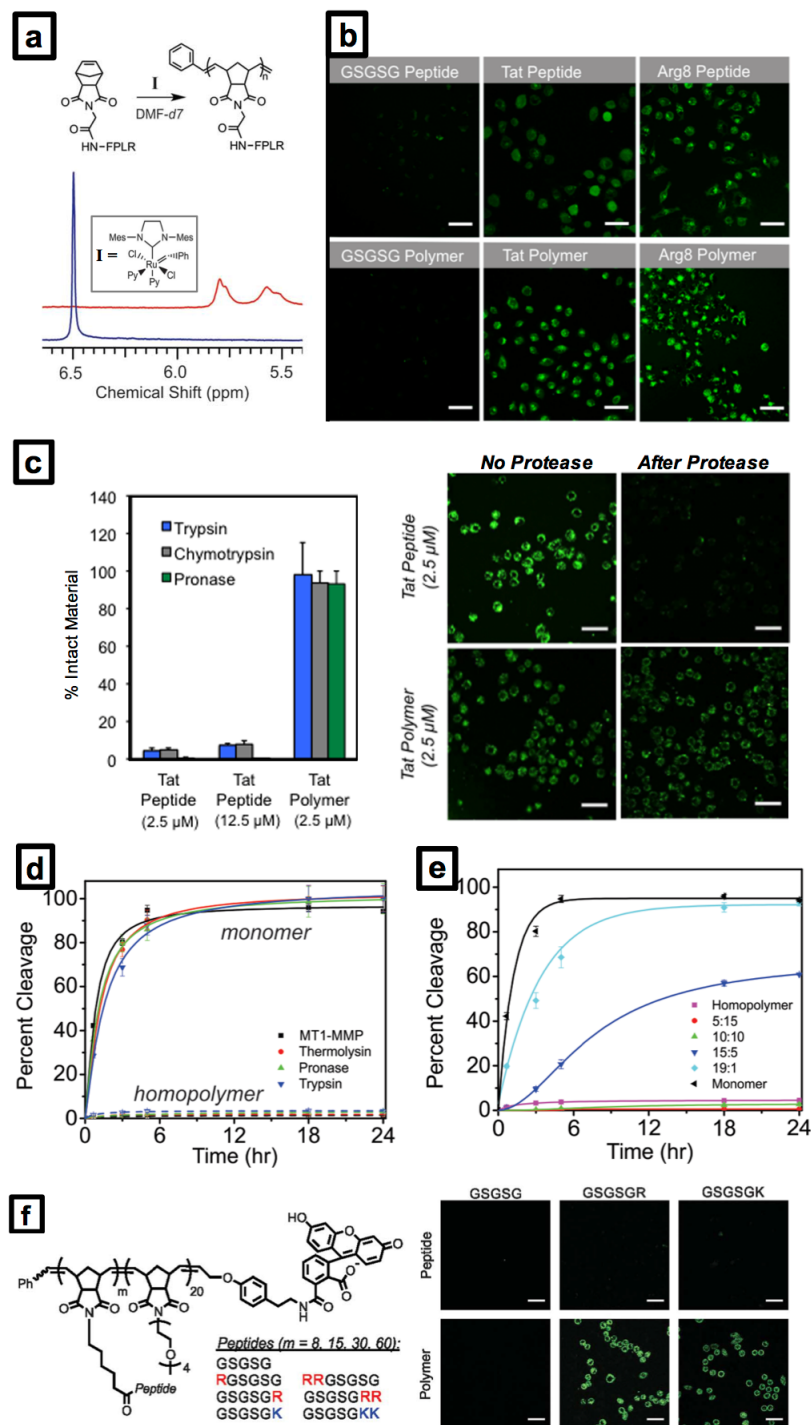 a
I
DMF-d7
n
O
N
O
O
HN-FPLR
Ph
O
N
O
O
HN-FPLR
I =
Mes
N
N
Mes
Cl
Ru
Ph
Py
Cl
Py
6.5
6.0
5.5
Chemical Shift (ppm)
b
GSGSG Peptide
Tat Peptide
Arg8 Peptide
GSGSG Polymer
Tat Polymer
Arg8 Polymer
c
% Intact Material
140
120
100
80
60
40
20
0
Trypsin
Chymotrypsin
Pronase
Tat
Peptide
(2.5 µM)
Tat
Peptide
(12.5 µM)
Tat
Polymer
(2.5 µM)
No Protease
After Protease
Tat Peptide
(2.5 µM)
Tat Polymer
(2.5 µM)
d
Percent Cleavage
100
80
60
40
20
0
monomer
MT1-MMP
Thermolysin
Pronase
Trypsin
homopolymer
0
6
12
18
24
Time (hr)
e
Percent Cleavage
100
80
60
40
20
0
Homopolymer
5:15
10:10
15:5
19:1
Monomer
0
6
12
18
24
Time (hr)
f
Ph
m
20
O
N
O
O
N
O
O
4
O
Peptide
O
N
H
O
HO
O
O
CO
O⁻
Peptides (m = 8, 15, 30, 60):
GSGSG
RGSGSG RRGSGSG
GSGSGR GSGSGRR
GSGSGK GSGSGKK
GSGSG
GSGSGR
GSGSGK
Peptide
Polymer